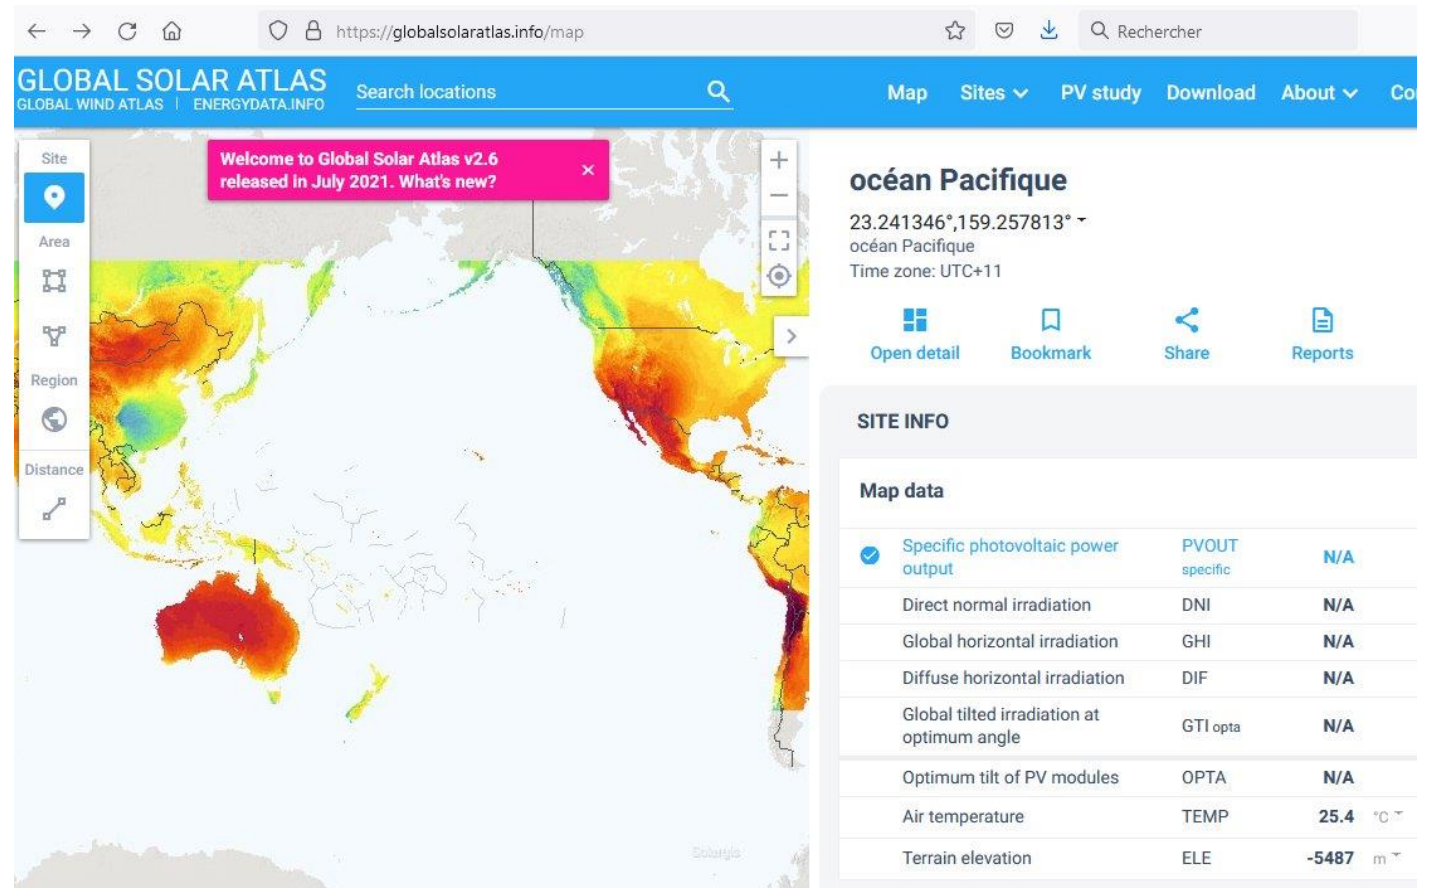 https://globalsolaratlas.info/map
Rechercher
GLOBAL SOLAR ATLAS
GLOBAL WIND ATLAS | ENERGYDATA.INFO
Search locations
Map Sites PV study Download About Co
Site
Area
Region
Distance
Welcome to Global Solar Atlas v2.6
released in July 2021. What's new?
océan Pacifique
23.241346°,159.257813°
océan Pacifique
Time zone: UTC+11
Open detail Bookmark Share Reports
SITE INFO
Map data
Specific photovoltaic power
output
PVOUT
specific
N/A
Direct normal irradiation DNI N/A
Global horizontal irradiation GHI N/A
Diffuse horizontal irradiation DIF N/A
Global tilted irradiation at
optimum angle
GTI opta N/A
Optimum tilt of PV modules OPTA N/A
Air temperature TEMP 25.4 °C
Terrain elevation ELE -5487 m
Solargis